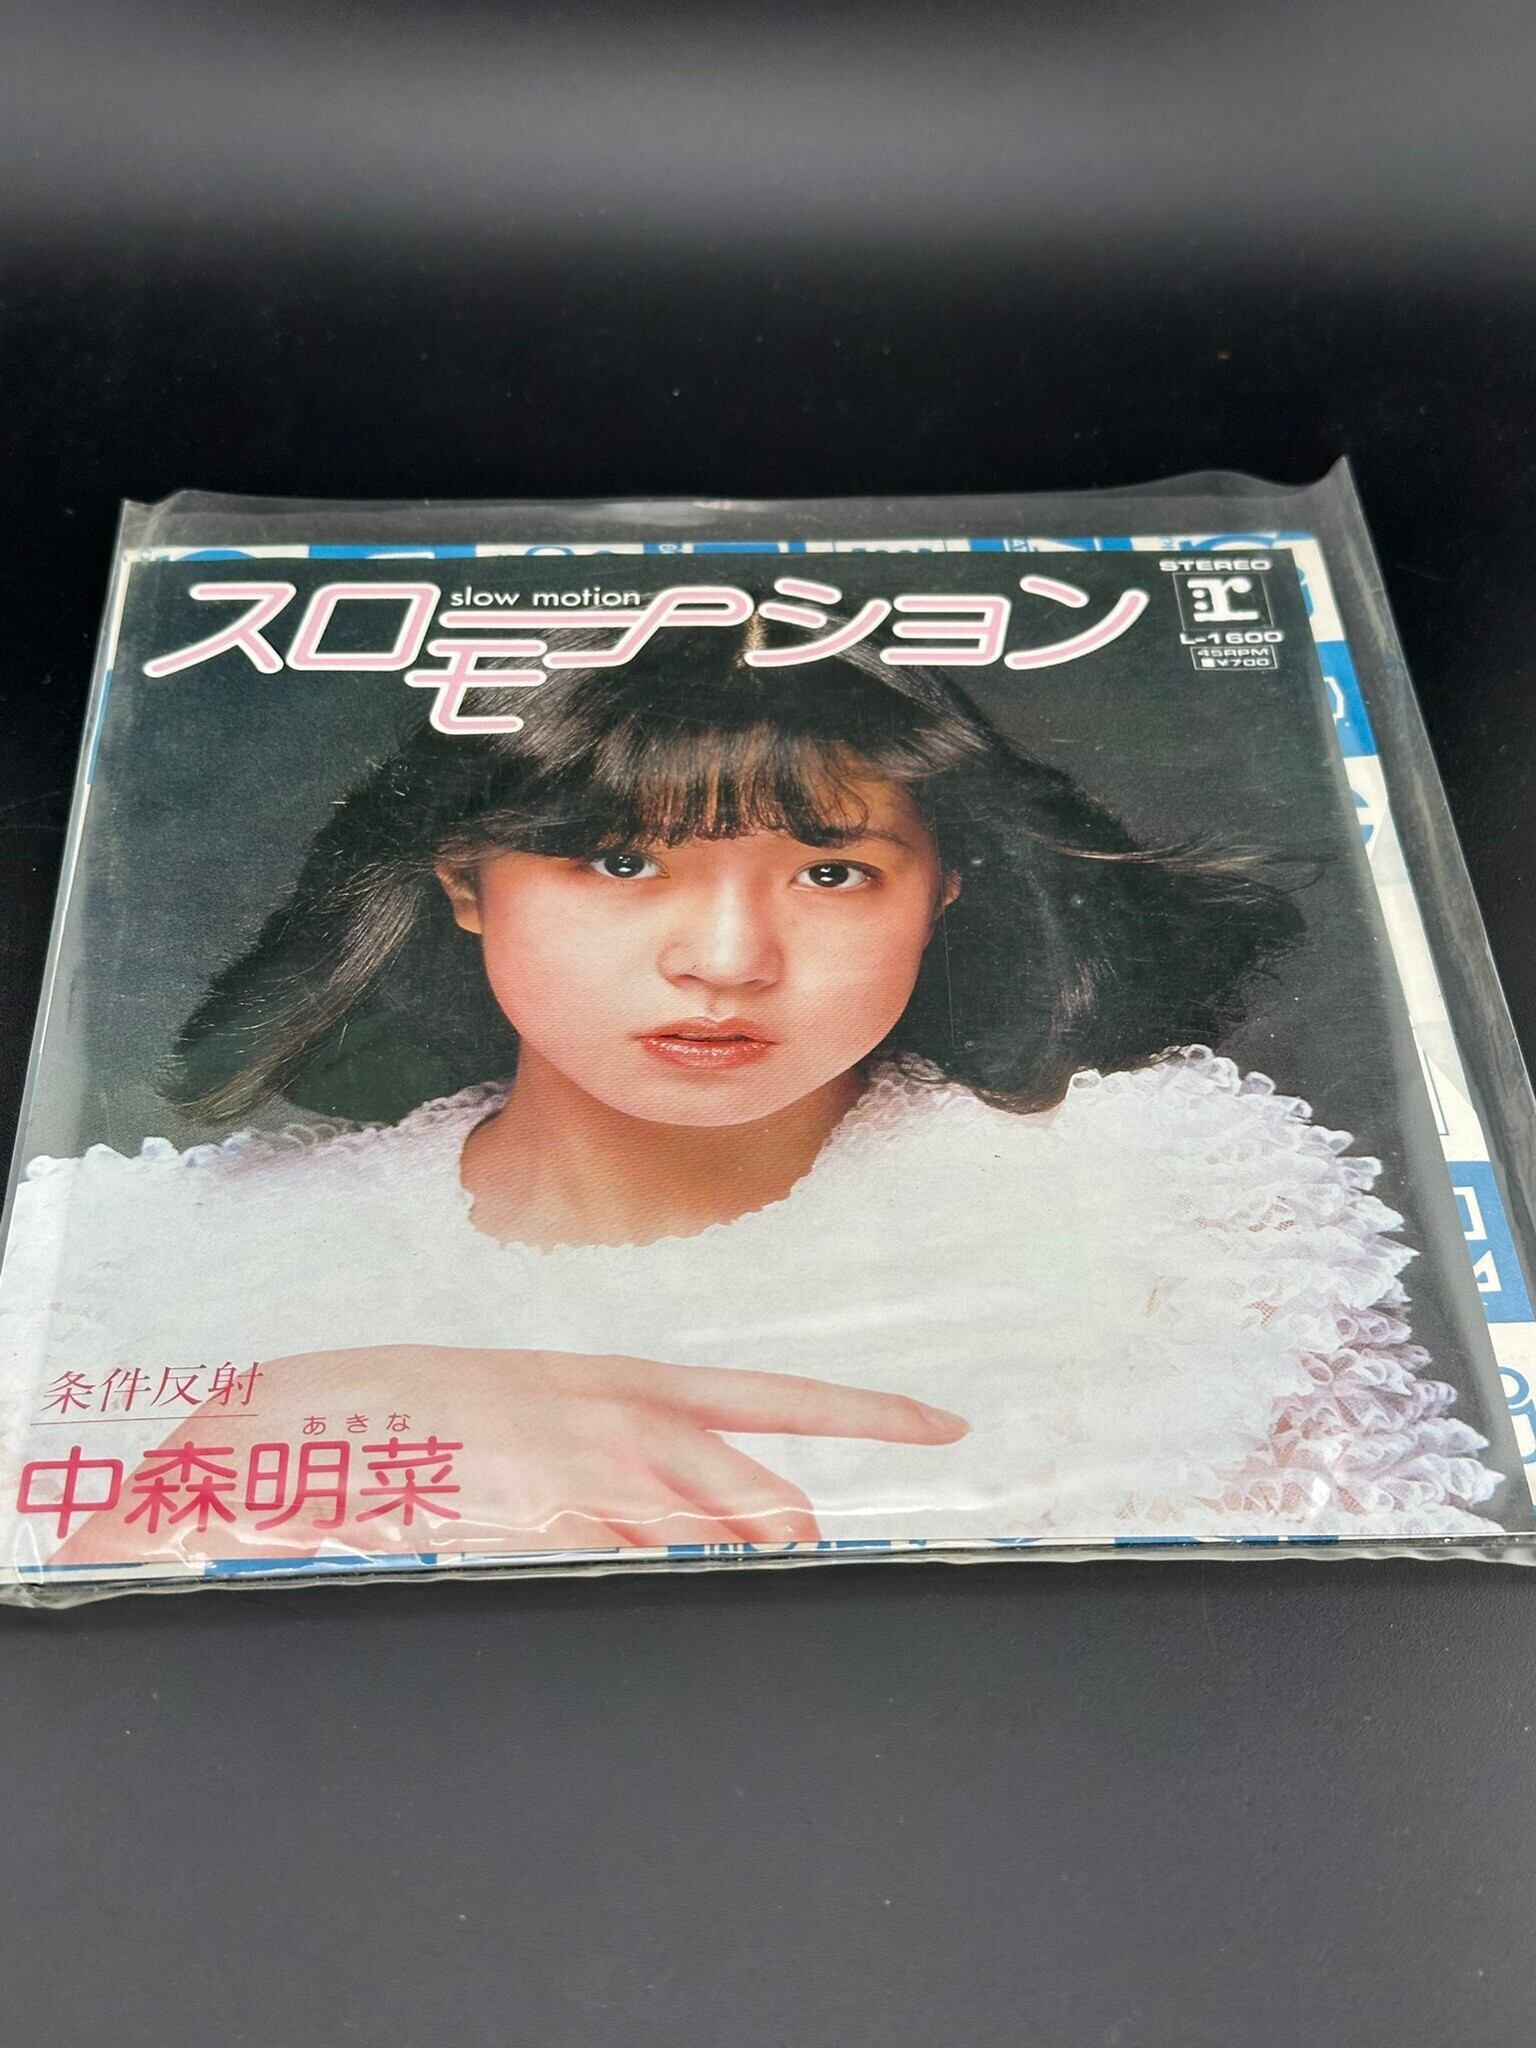 スローモーション
slow motion
STEREO
r
L-1600
45RPM
¥700
条件反射
あきな
中森明菜